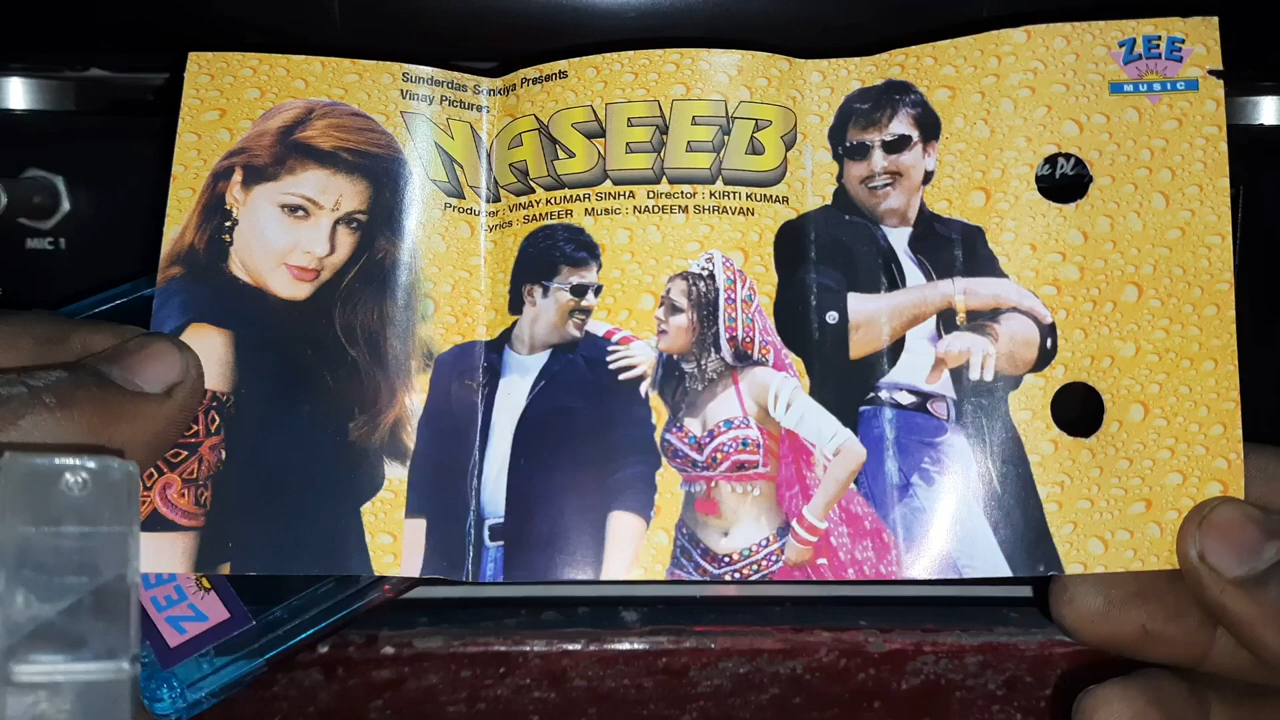 Sunderdas Sonkiya Presents
Vinay Pictures
NASEEB
Producer : VINAY KUMAR SINHA Director : KIRTI KUMAR
Lyrics : SAMEER Music : NADEEM SHRAVAN
ZEE
MUSIC
MIC 1
ZEE